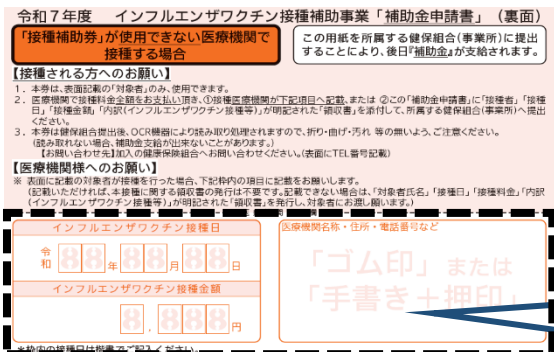 令和７年度　インフルエンザワクチン接種補助事業「補助金申請書」（裏面）
「接種補助券」が使用できない医療機関で
接種する場合
この用紙を所属する健保組合(事業所)に提出
することにより、後日『補助金』が支給されます。
【接種される方へのお願い】
１．本券は、表面記載の「対象者」のみ、使用できます。
２．医療機関で接種料金全額をお支払い頂き、①接種医療機関が下記項目へ記載、または ②この「補助金申請書」に「接種者」「接種
日」「接種金額」「内訳(インフルエンザワクチン接種等)」が明記された「領収書」を添付して、所属する健保組合(事業所)へ提出
ください。
３．本券は健保組合提出後、OCR機器により読み取り処理されますので、折り・曲げ・汚れ 等の無いよう、ご注意ください。
(読み取れない場合、補助金支給が出来ないことがあります。)
【お問い合わせ先】加入の健康保険組合へお問い合わせください。(表面にTEL番号記載)
【医療機関様へのお願い】
※ 表面に記載の対象者が接種を行った場合、下記枠内の項目に記載をお願いします。
(記載いただければ、本接種に関する領収書の発行は不要です。記載できない場合は、「対象者氏名」「接種日」「接種料金」「内訳
(インフルエンザワクチン接種等)」が明記された「領収書」を発行し、対象者にお渡し願います。)
インフルエンザワクチン接種日
令和 88 年 88 月 88 日
インフルエンザワクチン接種金額
8 , 888 円
医療機関名称・住所・電話番号など
「ゴム印」または
「手書き＋押印」
＊枠内の接種日は楷書でご記入ください。